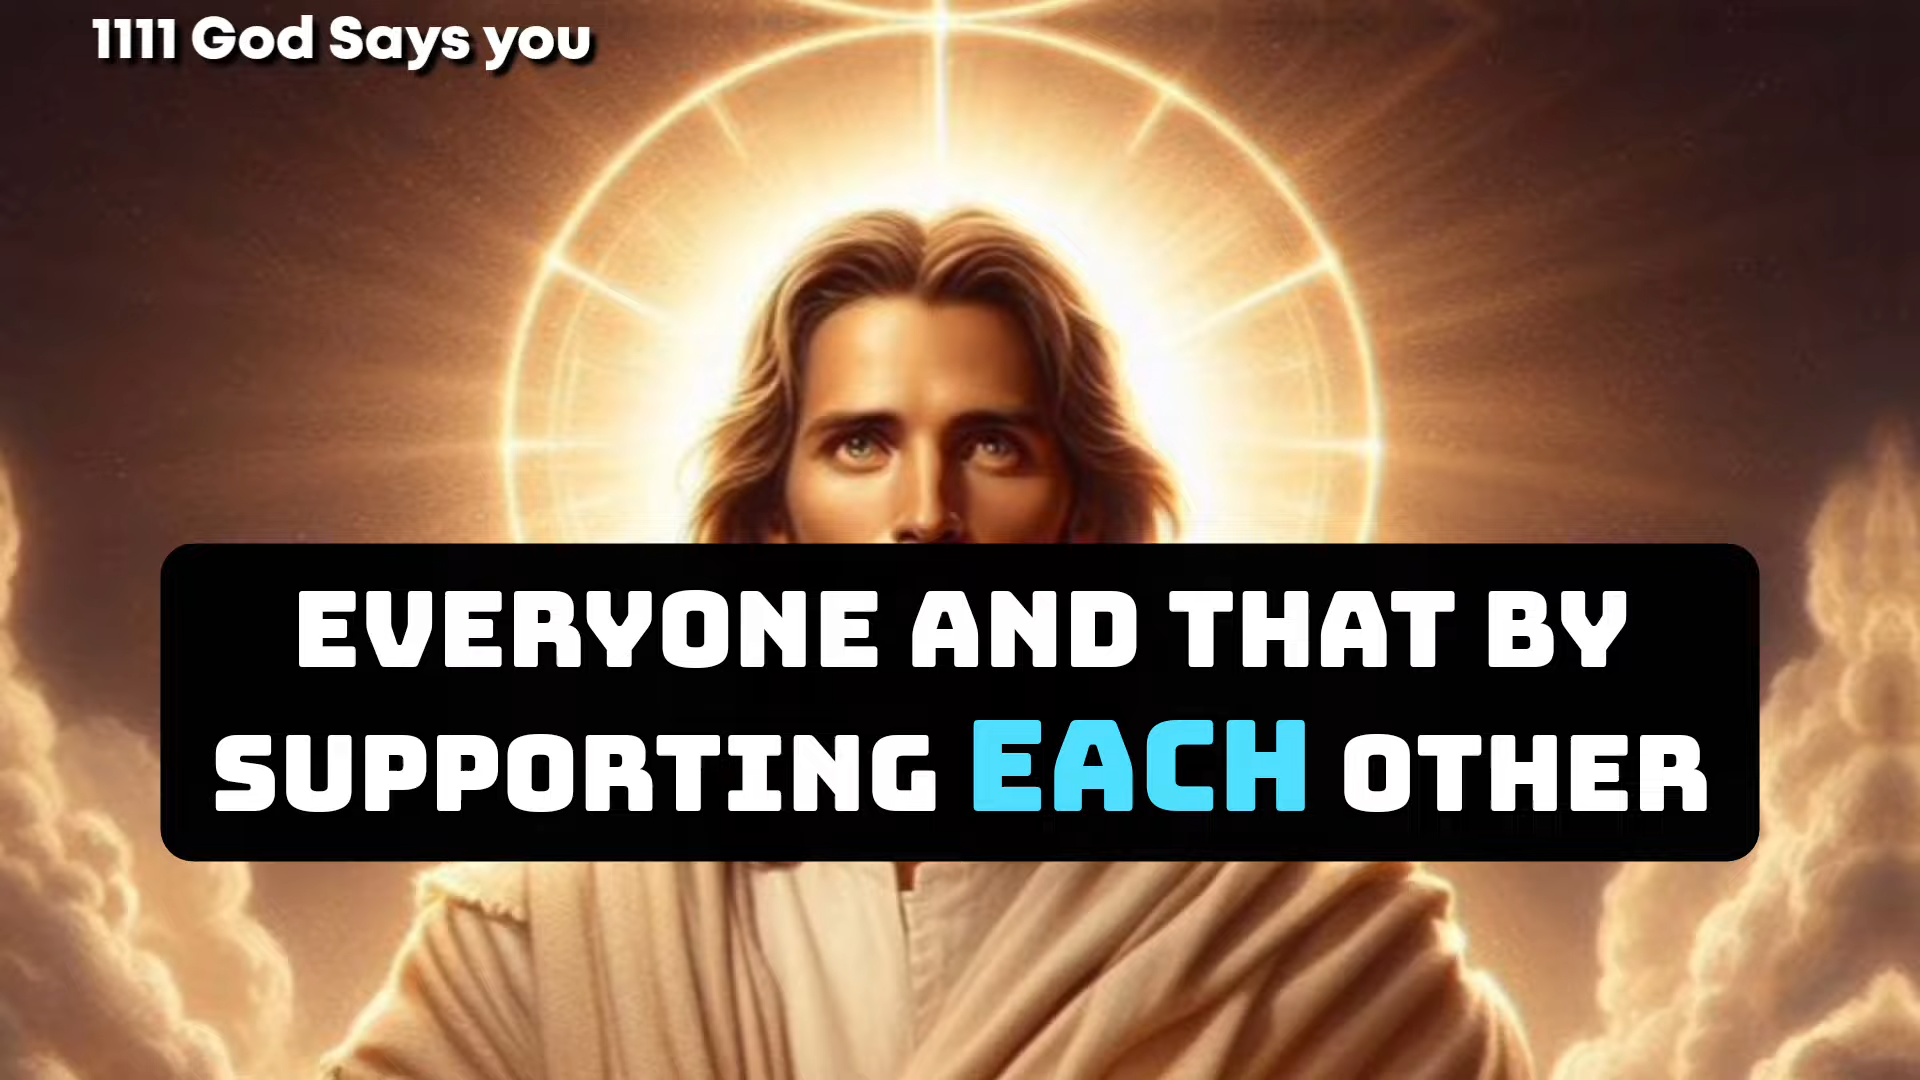 1111 God Says you
EVERYONE AND THAT BY
SUPPORTING EACH OTHER